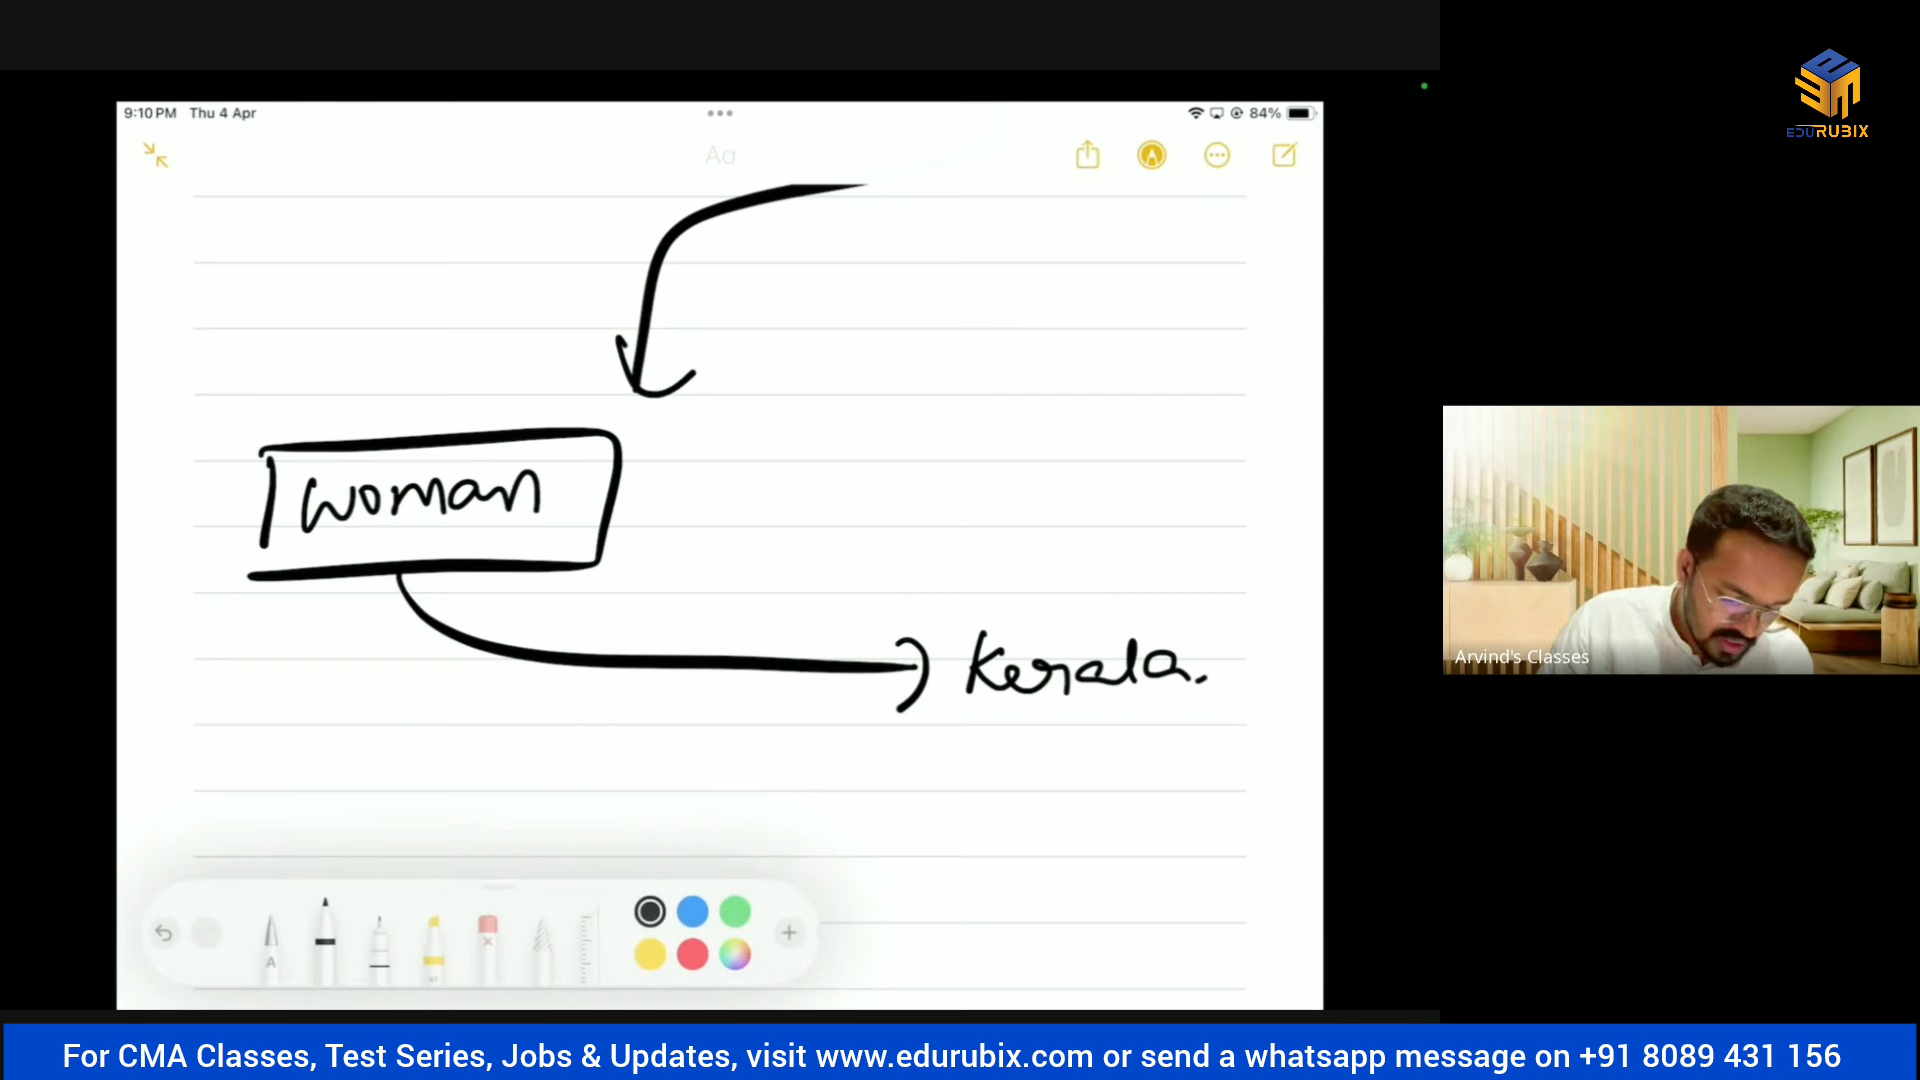 EDURUBIX
9:10 PM Thu 4 Apr
84%
Aa
woman
Kerala.
A
Arvind's Classes
For CMA Classes, Test Series, Jobs & Updates, visit www.edurubix.com or send a whatsapp message on +91 8089 431 156